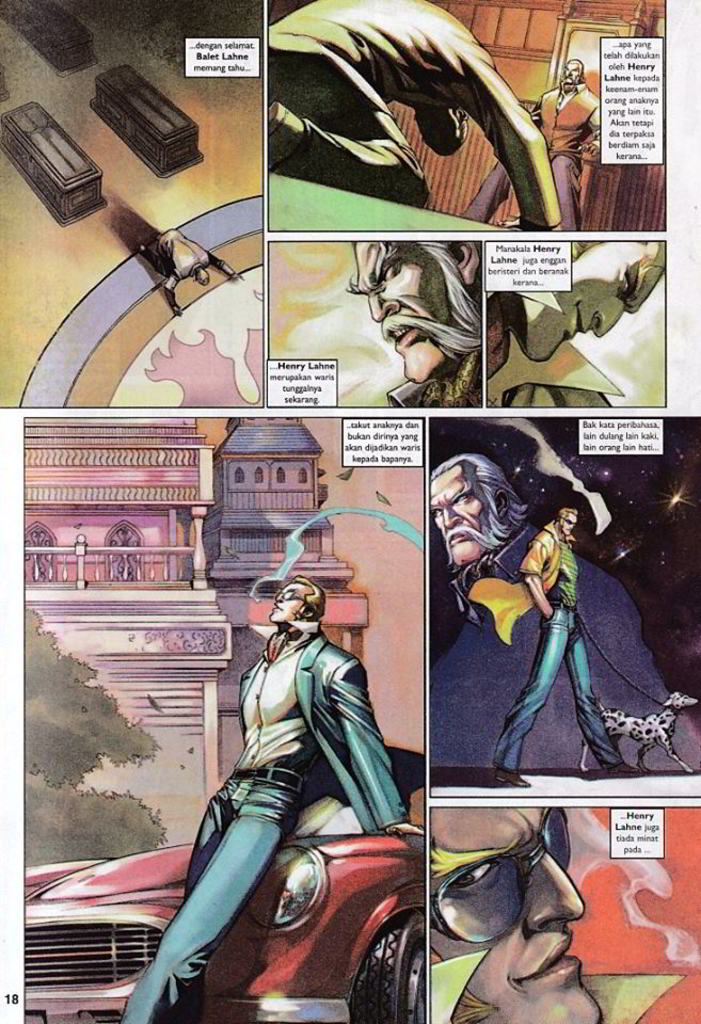 ...dengan selamat.
Balet Lahne
memang tahu...
...apa yang
telah dilakukan
oleh Henry
Lahne kepada
keenam-enam
orang anaknya
yang lain itu.
Akan tetapi
dia terpaksa
berdiam saja
kerana...
....Henry Lahne
merupakan waris
tunggalnya
sekarang.
Manakala Henry
Lahne juga enggan
beristeri dan beranak
kerana...
..takut anaknya dan
bukan dirinya yang
akan dijadikan waris
kepada bapanya.
Bak kata peribahasa,
lain dulang lain kaki,
lain orang lain hati...
...Henry
Lahne juga
tiada minat
pada ...
18